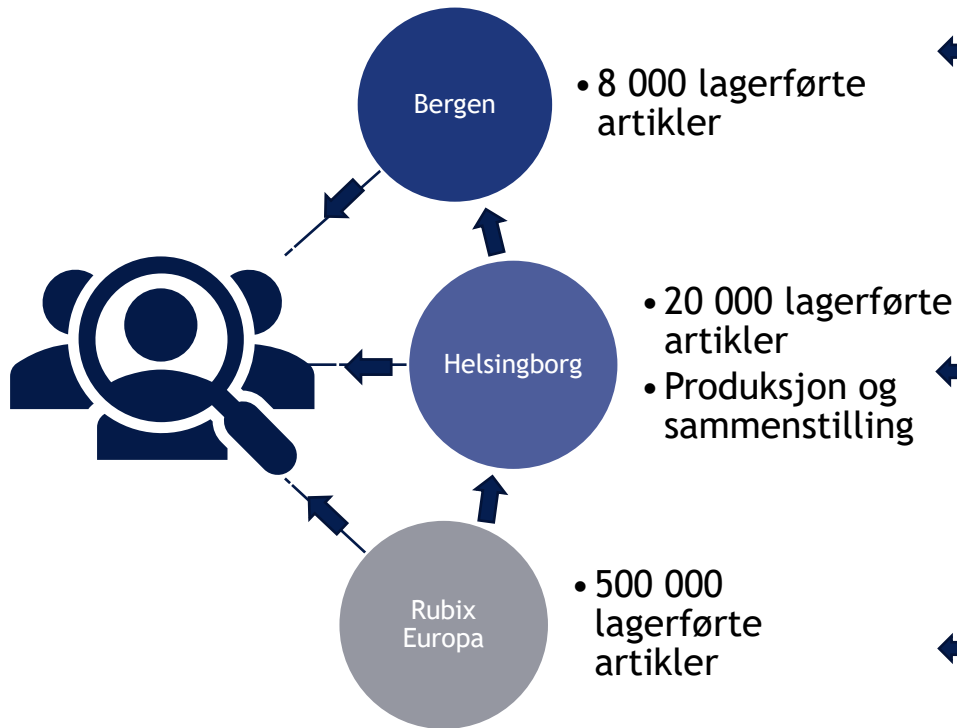 Bergen
• 8 000 lagerførte
artikler
Helsingborg
• 20 000 lagerførte
artikler
• Produksjon og
sammenstilling
Rubix
Europa
• 500 000
lagerførte
artikler